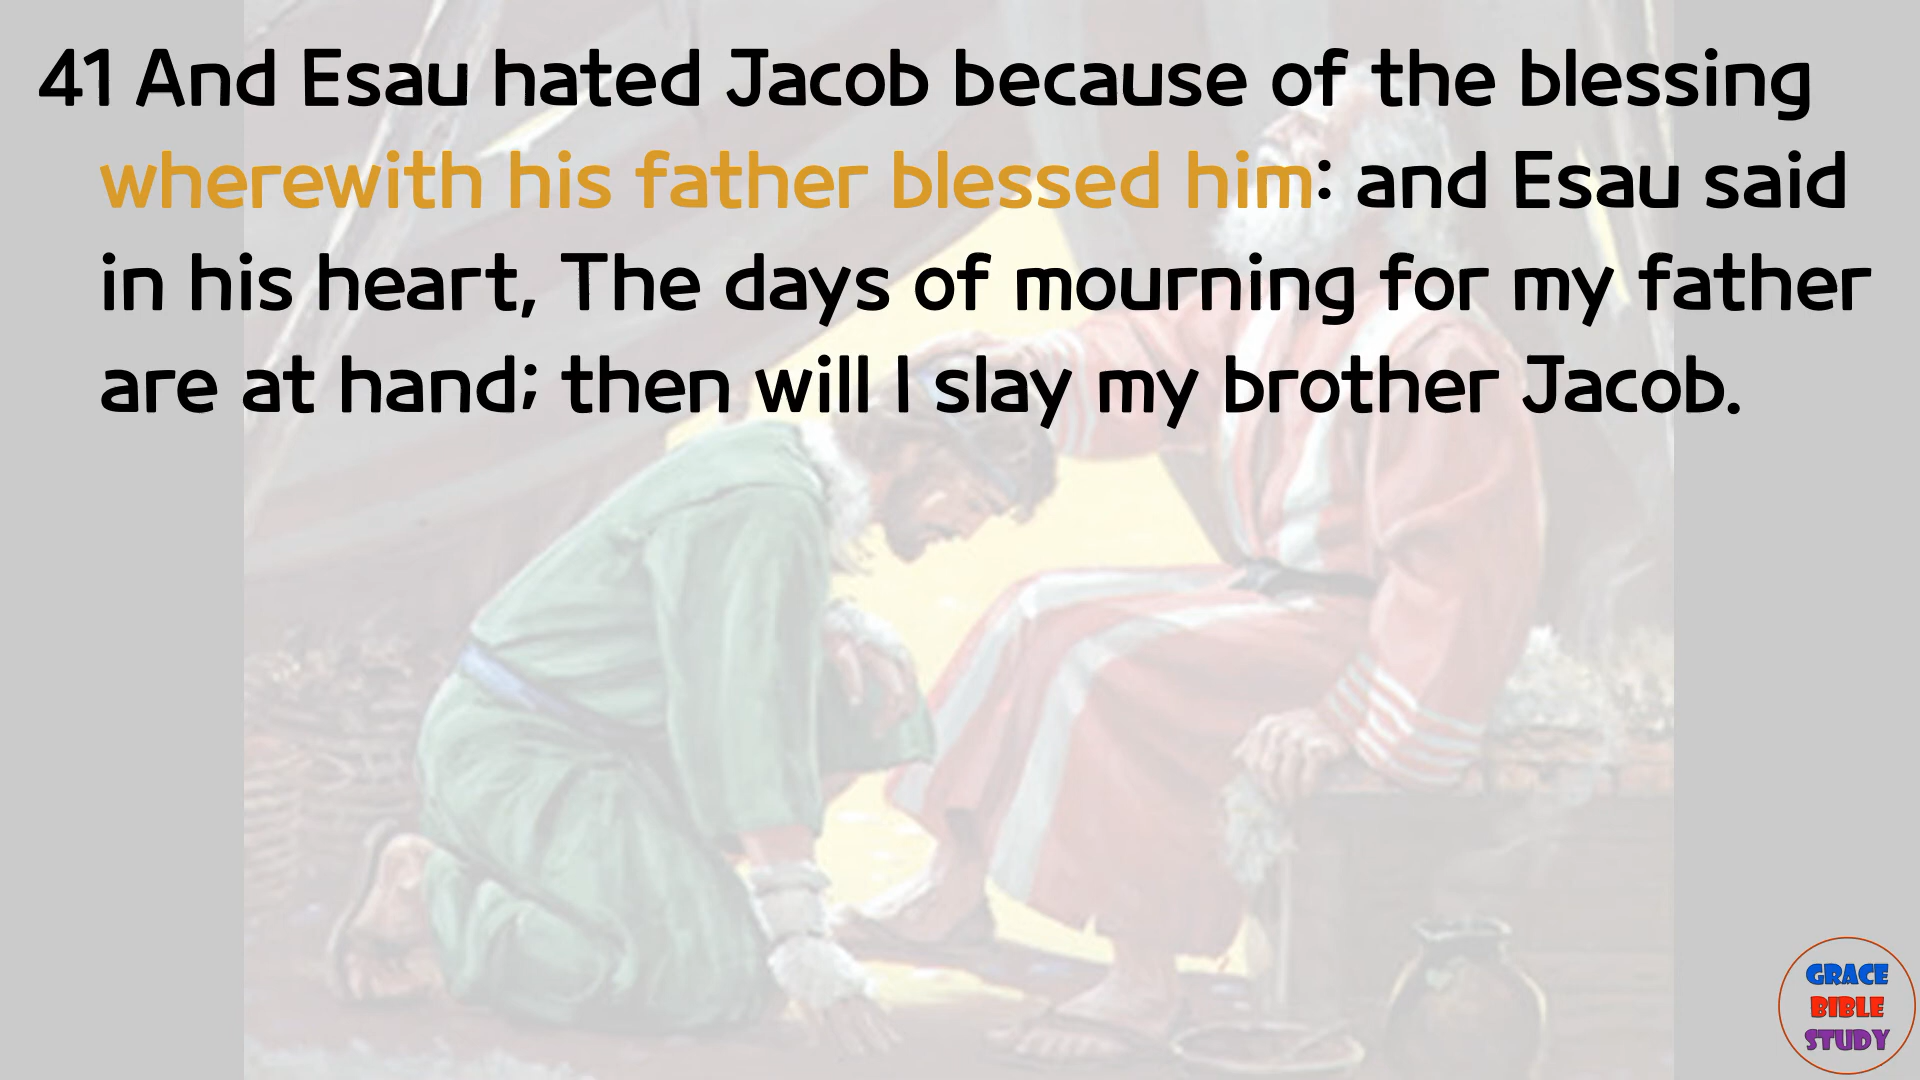 41 And Esau hated Jacob because of the blessing
wherewith his father blessed him: and Esau said
in his heart, The days of mourning for my father
are at hand; then will I slay my brother Jacob.
GRACE
BIBLE
STUDY